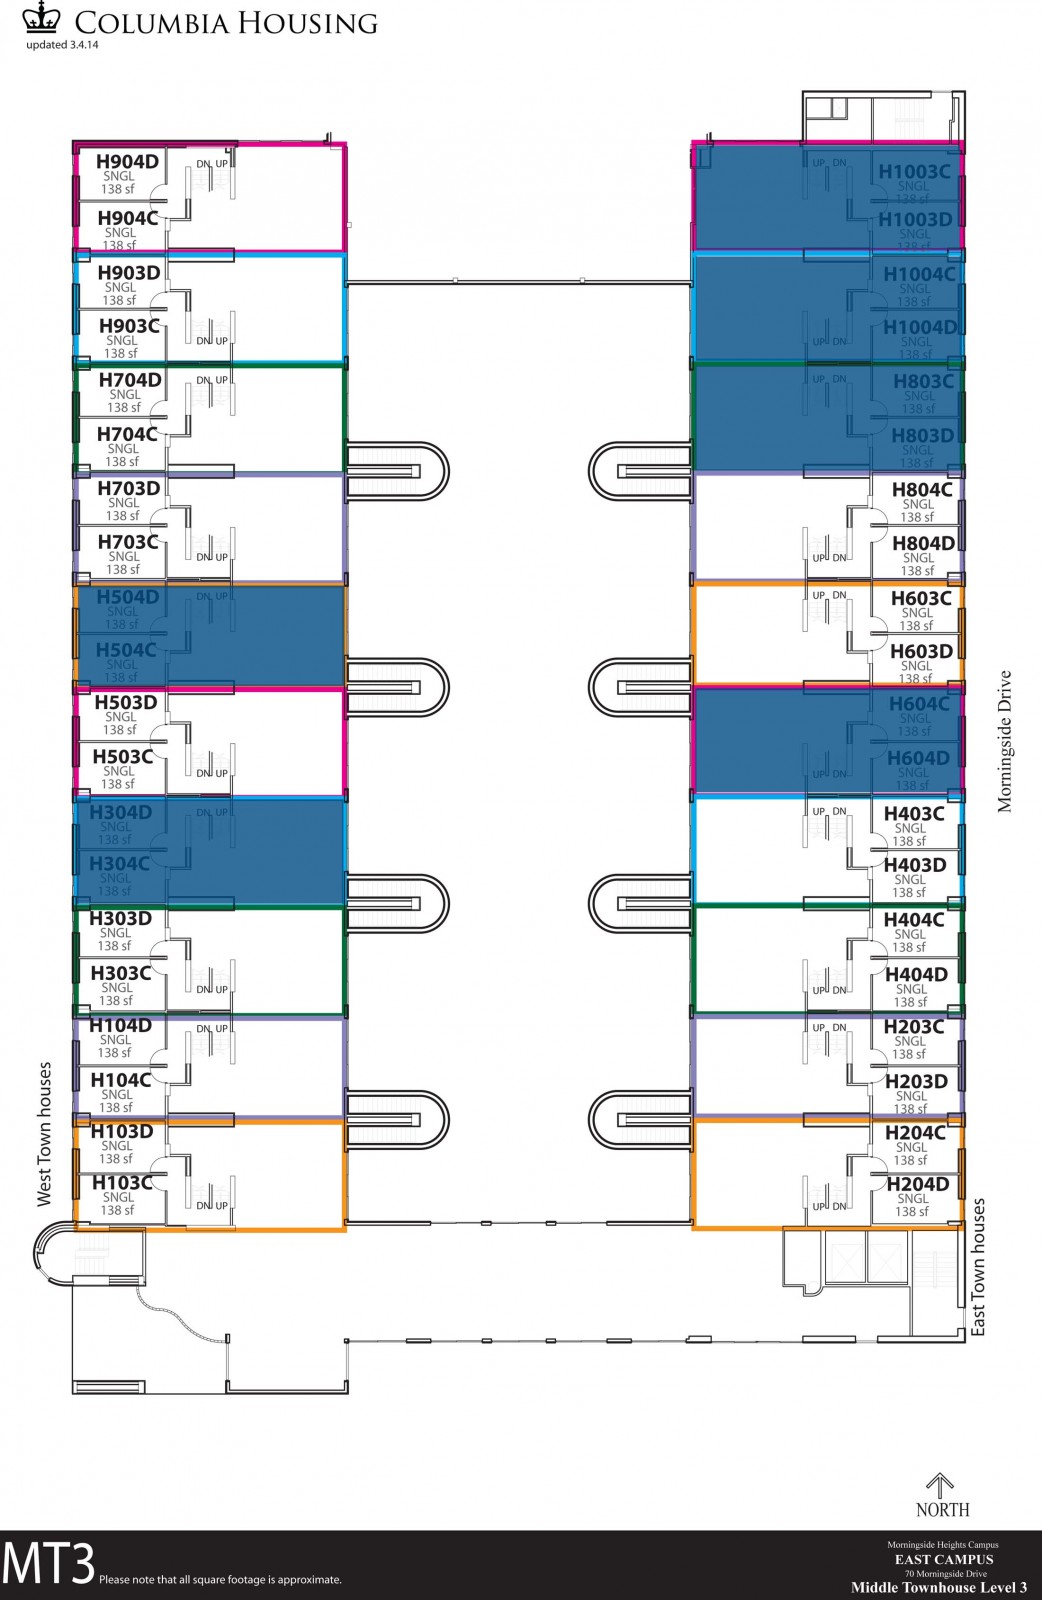 COLUMBIA HOUSING
updated 3.4.14
H904D
SNGL
138 sf
DN UP
H904C
SNGL
138 sf
H903D
SNGL
138 sf
H903C
SNGL
138 sf
DN UP
H704D
SNGL
138 sf
DN UP
H704C
SNGL
138 sf
H703D
SNGL
138 sf
H703C
SNGL
138 sf
DN UP
H504D
SNGL
138 sf
DN UP
H504C
SNGL
138 sf
H503D
SNGL
138 sf
H503C
SNGL
138 sf
DN UP
H304D
SNGL
138 sf
DN UP
H304C
SNGL
138 sf
H303D
SNGL
138 sf
H303C
SNGL
138 sf
DN UP
H104D
SNGL
138 sf
DN UP
H104C
SNGL
138 sf
H103D
SNGL
138 sf
H103C
SNGL
138 sf
DN UP
West Town houses
UP DN
H1003C
SNGL
138 sf
H1003D
SNGL
138 sf
H1004C
SNGL
138 sf
H1004D
SNGL
138 sf
UP DN
H803C
SNGL
138 sf
UP DN
H803D
SNGL
138 sf
H804C
SNGL
138 sf
H804D
SNGL
138 sf
UP DN
H603C
SNGL
138 sf
UP DN
H603D
SNGL
138 sf
H604C
SNGL
138 sf
H604D
SNGL
138 sf
UP DN
H403C
SNGL
138 sf
UP DN
H403D
SNGL
138 sf
H404C
SNGL
138 sf
H404D
SNGL
138 sf
UP DN
H203C
SNGL
138 sf
UP DN
H203D
SNGL
138 sf
H204C
SNGL
138 sf
H204D
SNGL
138 sf
UP DN
Morningside Drive
East Town houses
NORTH
MT3
Please note that all square footage is approximate.
Morningside Heights Campus
EAST CAMPUS
70 Morningside Drive
Middle Townhouse Level 3